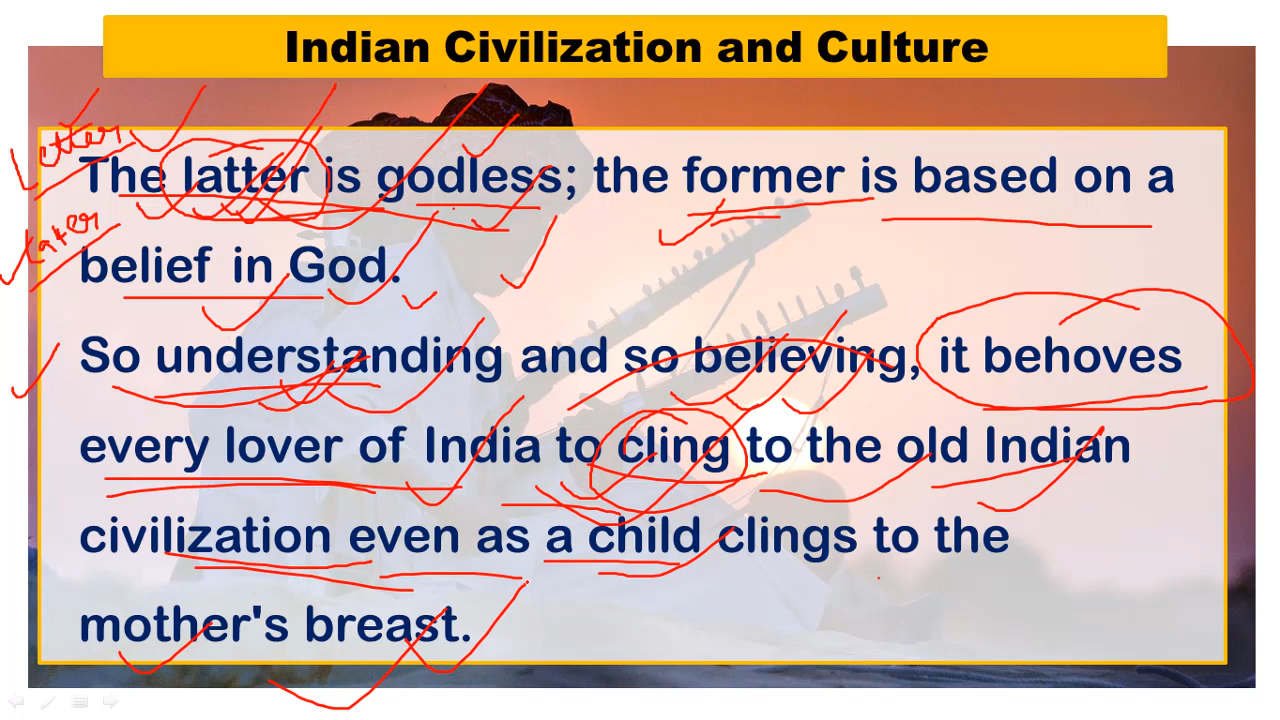 Indian Civilization and Culture
Letter
The latter is godless; the former is based on a
Later
belief in God.
So understanding and so believing, it behoves
every lover of India to cling to the old Indian
civilization even as a child clings to the
mother's breast.